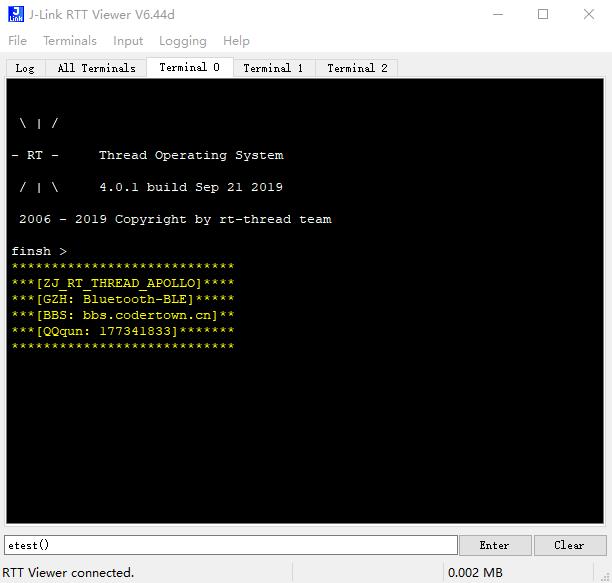 J-Link RTT Viewer V6.44d
File Terminals Input Logging Help
Log All Terminals Terminal 0 Terminal 1 Terminal 2
\ | /
- RT - Thread Operating System
/ | \ 4.0.1 build Sep 21 2019
2006 - 2019 Copyright by rt-thread team
finsh >
****************************
***[ZJ_RT_THREAD_APOLLO]****
***[GZH: Bluetooth-BLE]*****
***[BBS: bbs.codertown.cn]**
***[QQqun: 177341833]*******
****************************
etest() Enter Clear
RTT Viewer connected. 0.002 MB